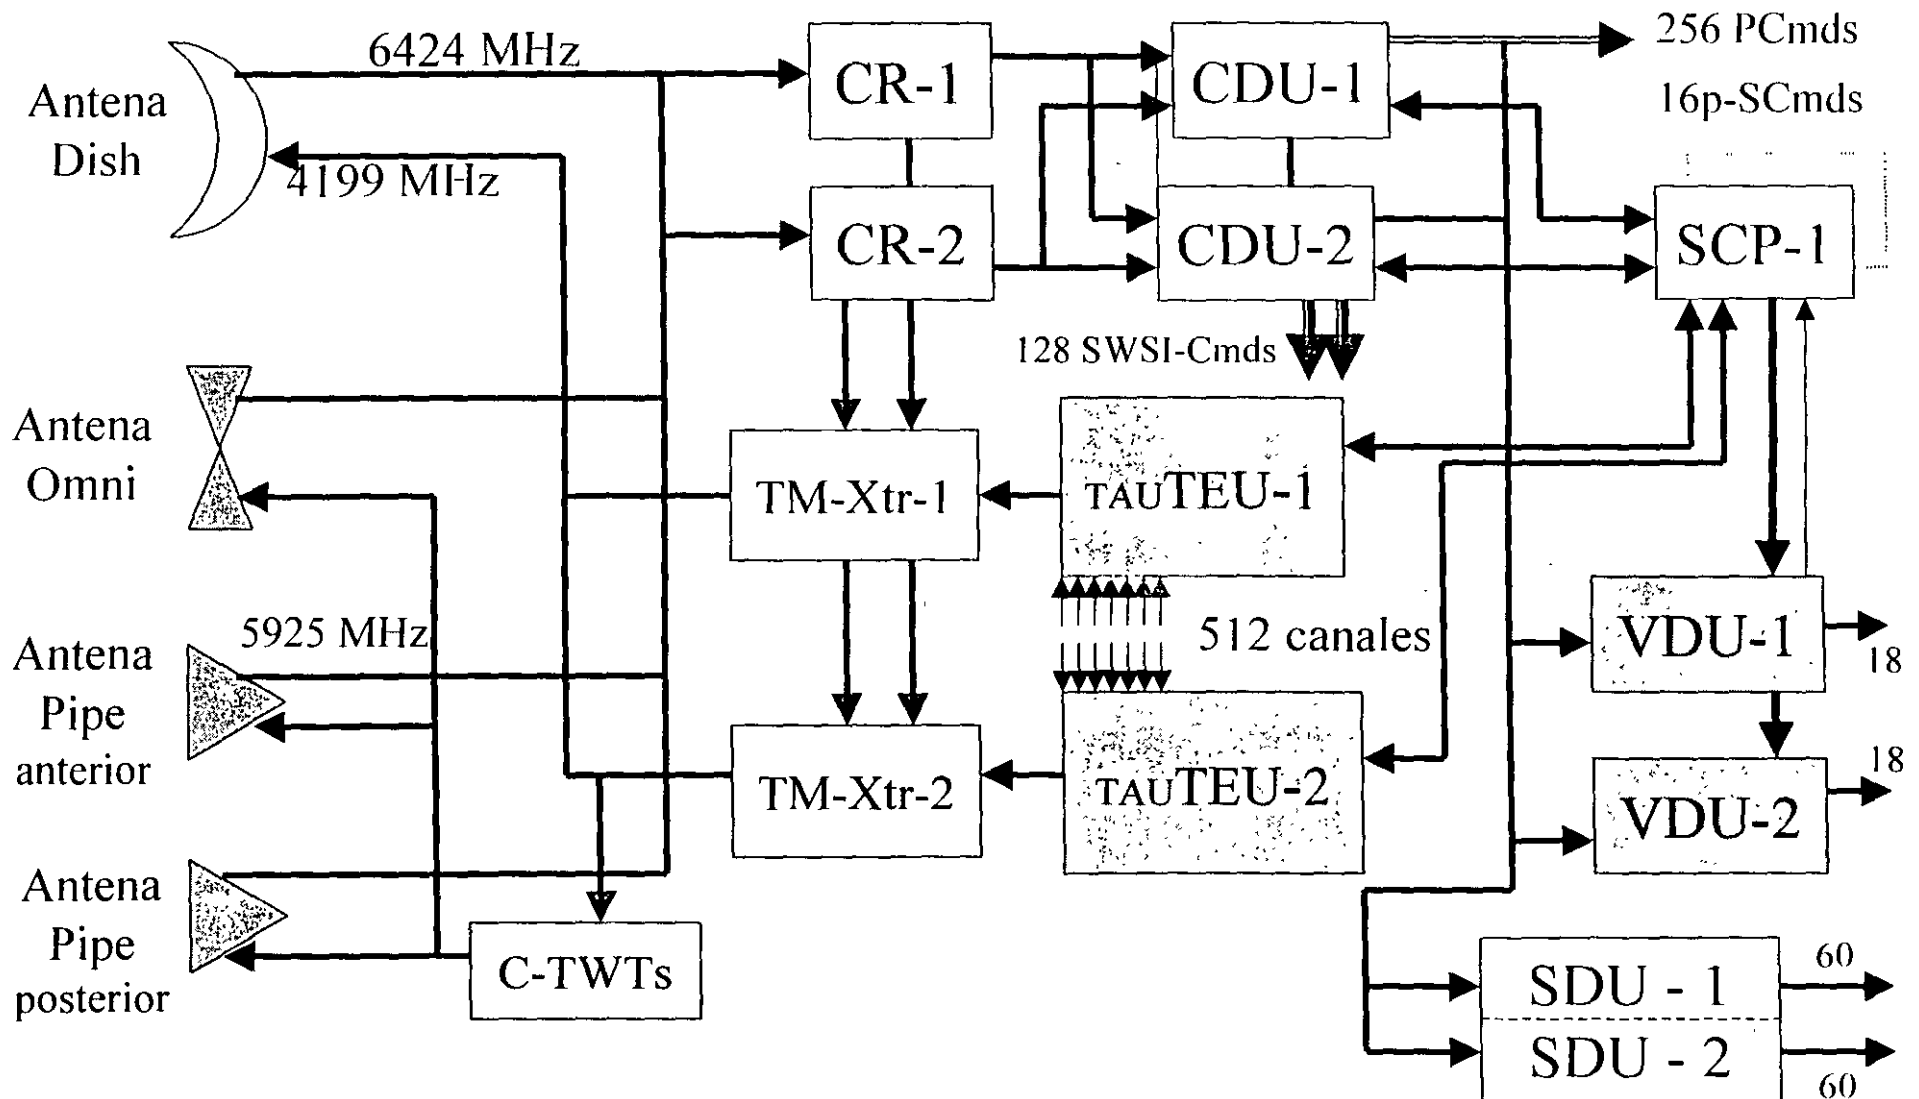 6424 MHz
Antena
Dish
4199 MHz
CR-1
CR-2
CDU-1
CDU-2
256 PCmds
16p-SCmds
SCP-1
128 SWSI-Cmds
Antena
Omni
TM-Xtr-1
TAUTEU-1
512 canales
5925 MHz
Antena
Pipe
anterior
TM-Xtr-2
TAUTEU-2
VDU-1
18
VDU-2
18
Antena
Pipe
posterior
C-TWTs
SDU - 1
60
SDU - 2
60